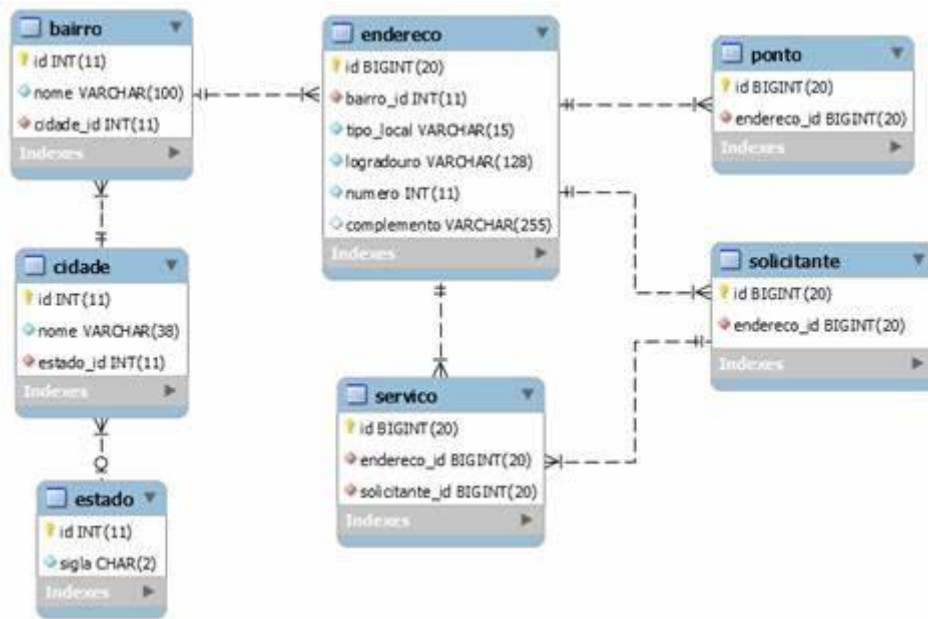 bairro
id INT(11)
nome VARCHAR(100)
cidade_id INT(11)
Indexes
endereco
id BIGINT(20)
bairro_id INT(11)
tipo_local VARCHAR(15)
logradouro VARCHAR(128)
numero INT(11)
complemento VARCHAR(255)
Indexes
ponto
id BIGINT(20)
endereco_id BIGINT(20)
Indexes
cidade
id INT(11)
nome VARCHAR(38)
estado_id INT(11)
Indexes
solicitante
id BIGINT(20)
endereco_id BIGINT(20)
Indexes
servico
id BIGINT(20)
endereco_id BIGINT(20)
solicitante_id BIGINT(20)
Indexes
estado
id INT(11)
sigla CHAR(2)
Indexes